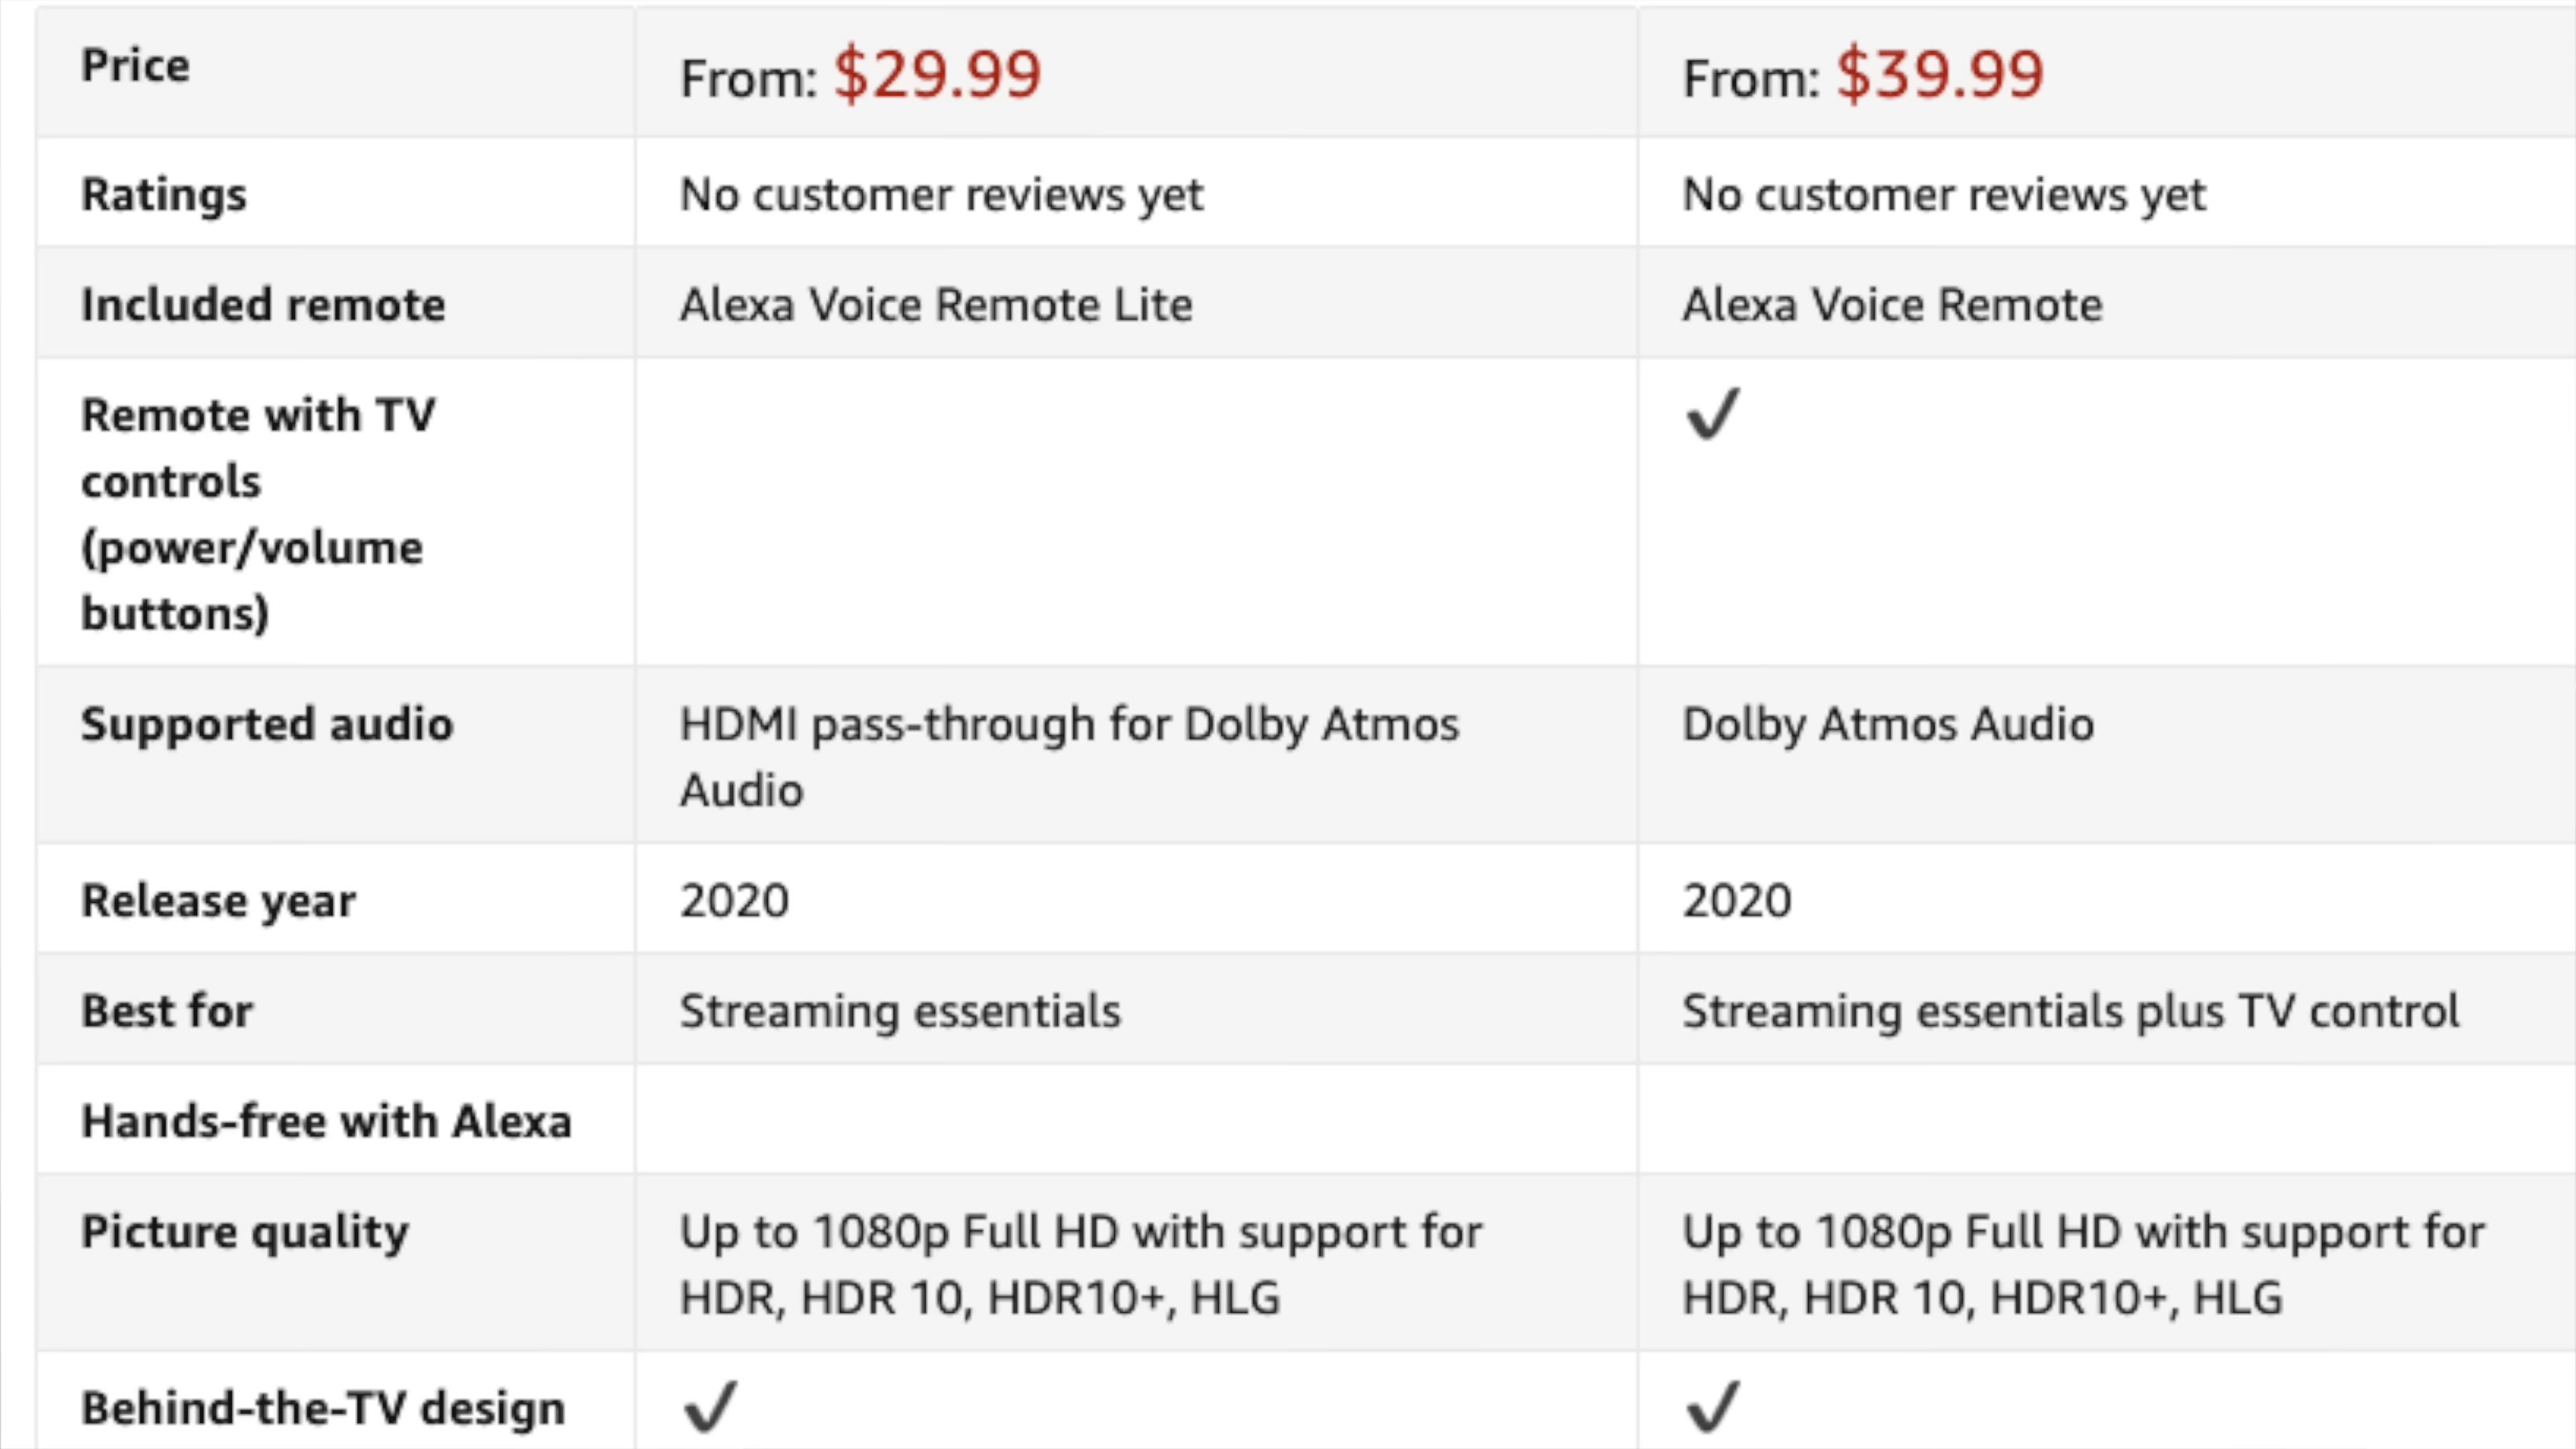 Price From: $29.99 From: $39.99
Ratings No customer reviews yet No customer reviews yet
Included remote Alexa Voice Remote Lite Alexa Voice Remote
Remote with TV ✔
controls
(power/volume
buttons)
Supported audio HDMI pass-through for Dolby Atmos Dolby Atmos Audio
Audio
Release year 2020 2020
Best for Streaming essentials Streaming essentials plus TV control
Hands-free with Alexa
Picture quality Up to 1080p Full HD with support for Up to 1080p Full HD with support for
HDR, HDR 10, HDR10+, HLG HDR, HDR 10, HDR10+, HLG
Behind-the-TV design ✔ ✔